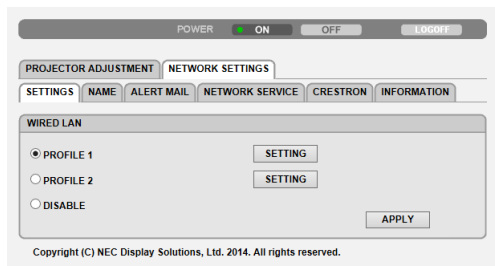 POWER ON OFF LOGOFF
PROJECTOR ADJUSTMENT NETWORK SETTINGS
SETTINGS NAME ALERT MAIL NETWORK SERVICE CRESTRON INFORMATION
WIRED LAN
PROFILE 1 SETTING
PROFILE 2 SETTING
DISABLE
APPLY
Copyright (C) NEC Display Solutions, Ltd. 2014. All rights reserved.